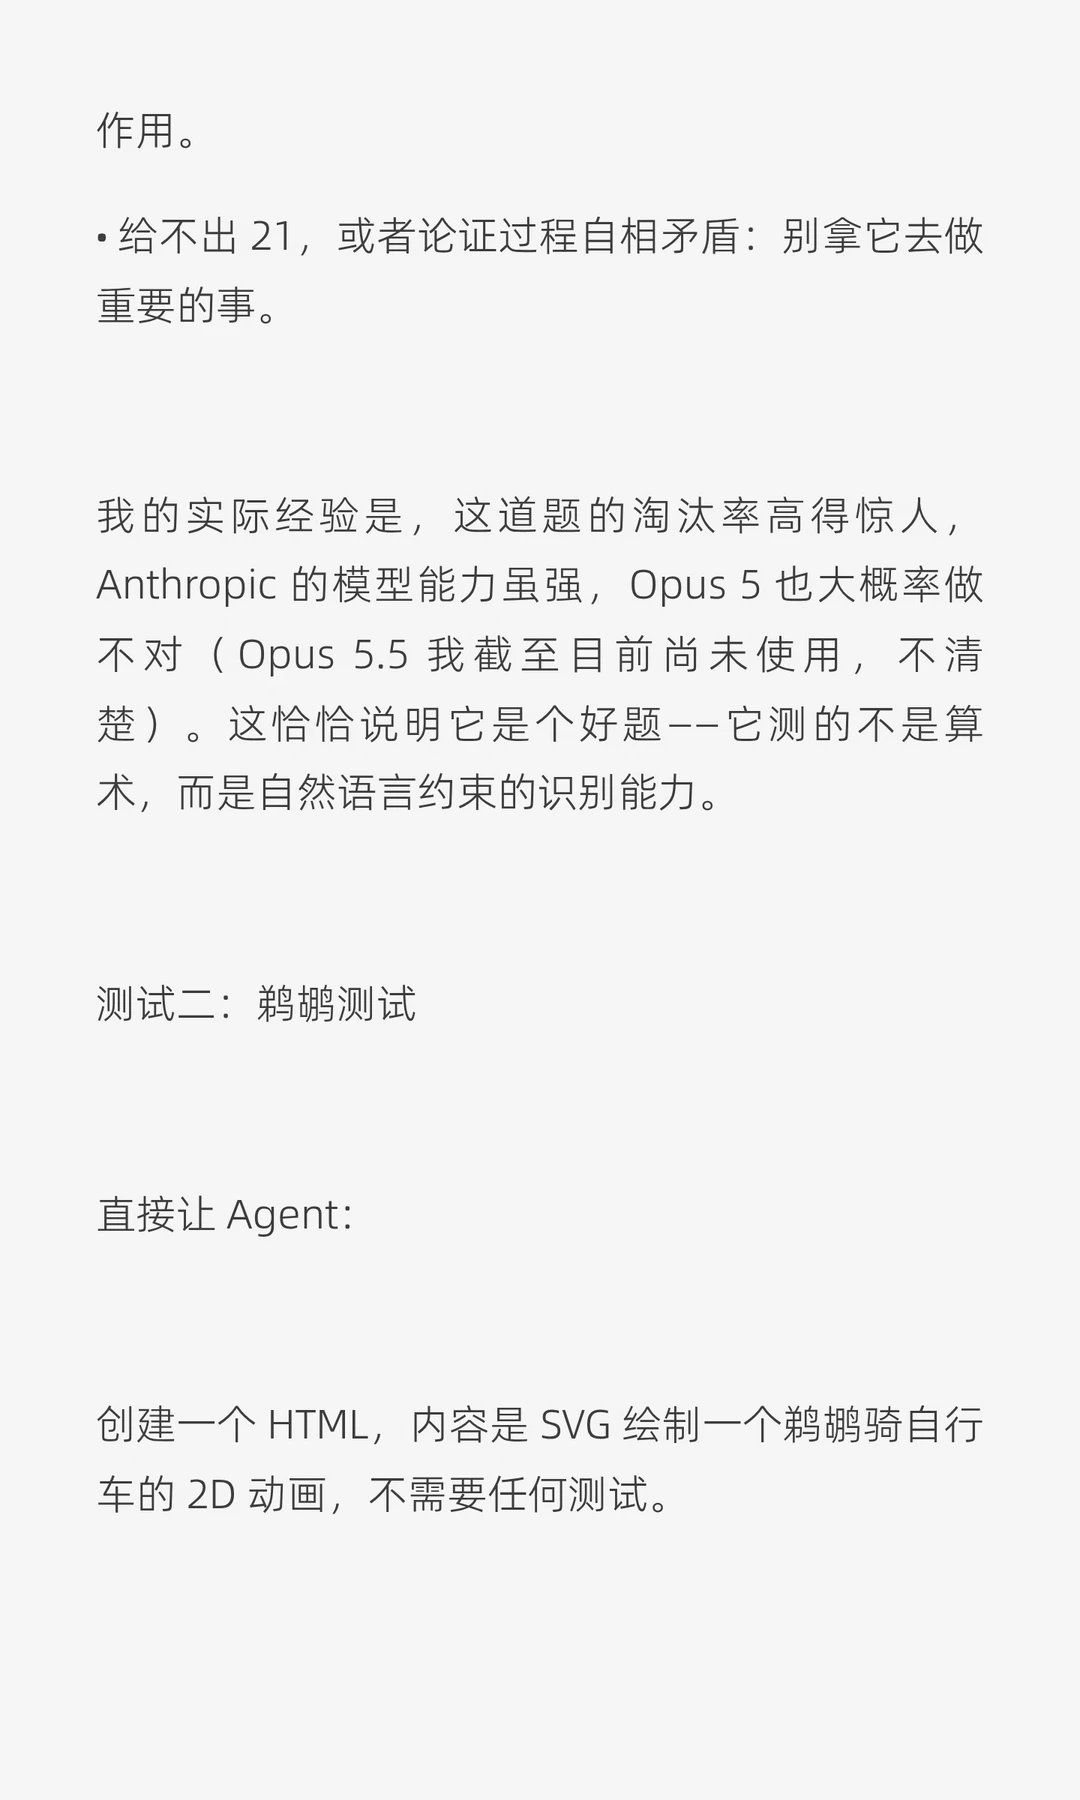 作用。
• 给不出 21，或者论证过程自相矛盾：别拿它去做
重要的事。
我的实际经验是，这道题的淘汰率高得惊人，
Anthropic 的模型能力虽强，Opus 5 也大概率做
不对（Opus 5.5 我截至目前尚未使用，不清
楚）。这恰恰说明它是个好题——它测的不是算
术，而是自然语言约束的识别能力。
测试二：鹈鹕测试
直接让 Agent：
创建一个 HTML，内容是 SVG 绘制一个鹈鹕骑自行
车的 2D 动画，不需要任何测试。